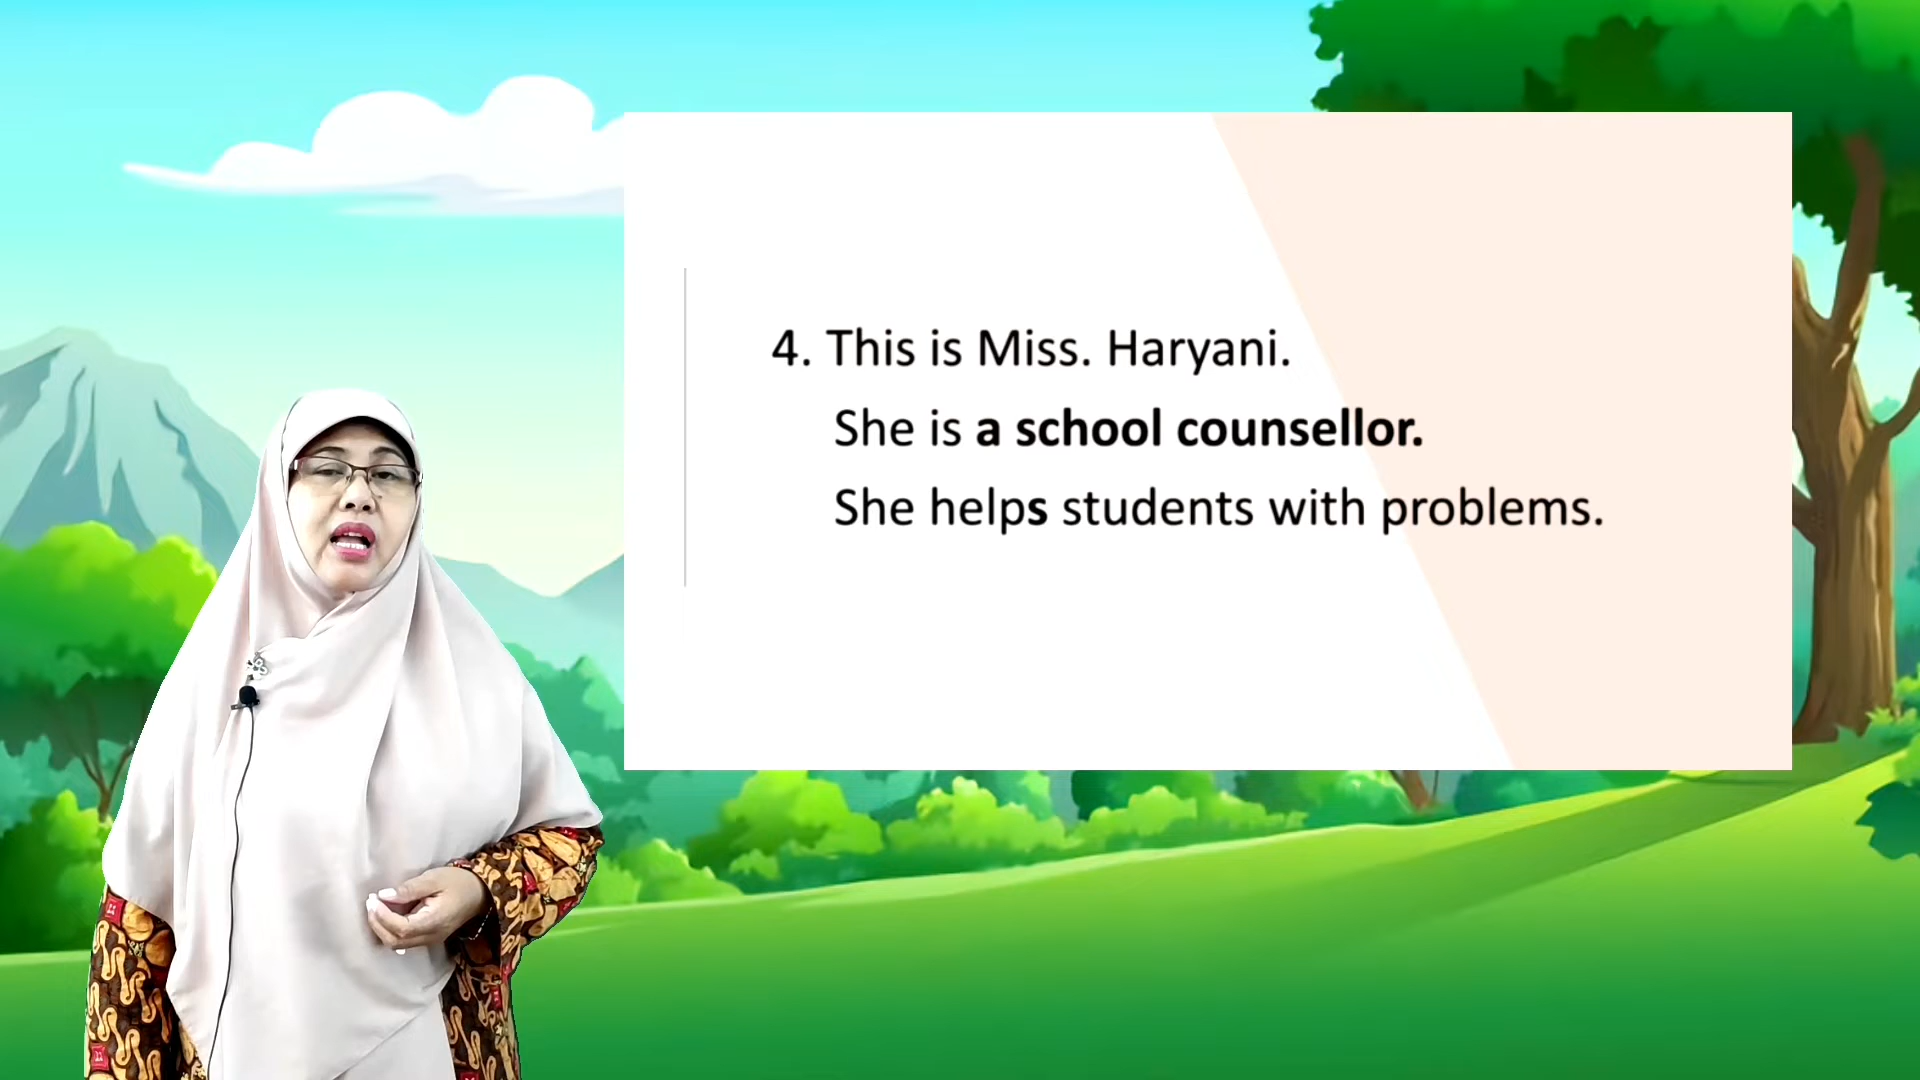 4. This is Miss. Haryani.
She is a school counsellor.
She helps students with problems.